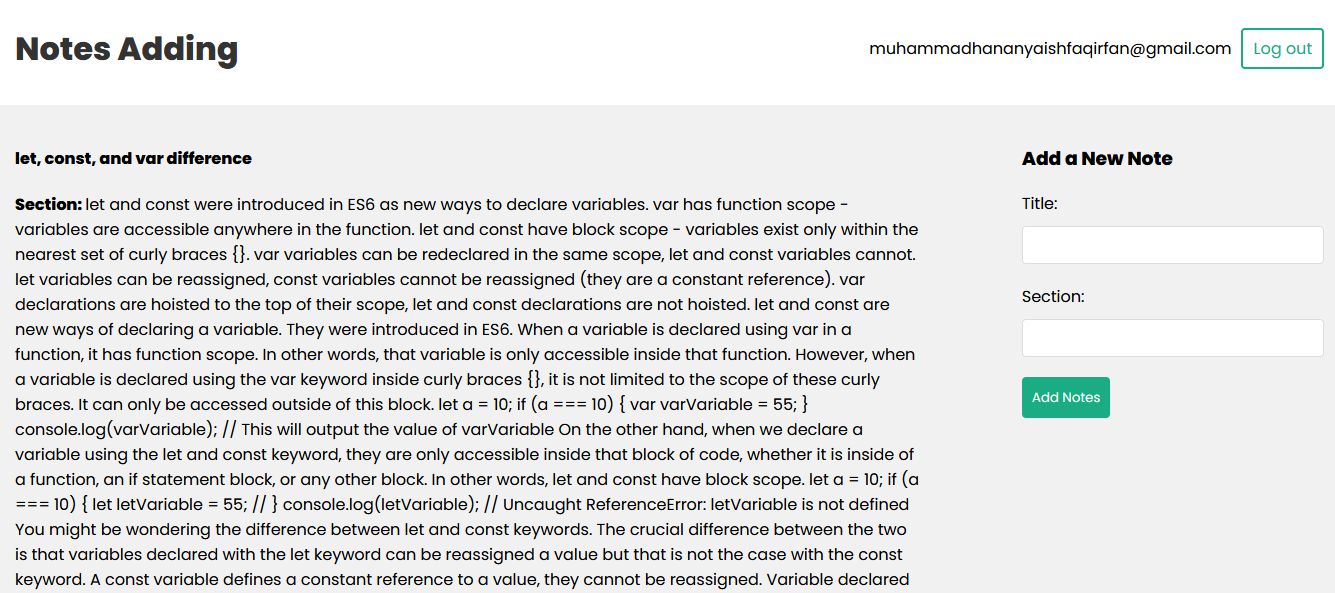 Notes Adding
muhammadhananyaishfaqirfan@gmail.com
Log out
let, const, and var difference
Section: let and const were introduced in ES6 as new ways to declare variables. var has function scope -
variables are accessible anywhere in the function. let and const have block scope - variables exist only within the
nearest set of curly braces {}. var variables can be redeclared in the same scope, let and const variables cannot.
let variables can be reassigned, const variables cannot be reassigned (they are a constant reference). var
declarations are hoisted to the top of their scope, let and const declarations are not hoisted. let and const are
new ways of declaring a variable. They were introduced in ES6. When a variable is declared using var in a
function, it has function scope. In other words, that variable is only accessible inside that function. However, when
a variable is declared using the var keyword inside curly braces {}, it is not limited to the scope of these curly
braces. It can only be accessed outside of this block. let a = 10; if (a === 10) { var varVariable = 55; }
console.log(varVariable); // This will output the value of varVariable On the other hand, when we declare a
variable using the let and const keyword, they are only accessible inside that block of code, whether it is inside of
a function, an if statement block, or any other block. In other words, let and const have block scope. let a = 10; if (a
=== 10) { let letVariable = 55; // } console.log(letVariable); // Uncaught ReferenceError: letVariable is not defined
You might be wondering the difference between let and const keywords. The crucial difference between the two
is that variables declared with the let keyword can be reassigned a value but that is not the case with the const
keyword. A const variable defines a constant reference to a value, they cannot be reassigned. Variable declared
Add a New Note
Title:
Section:
Add Notes